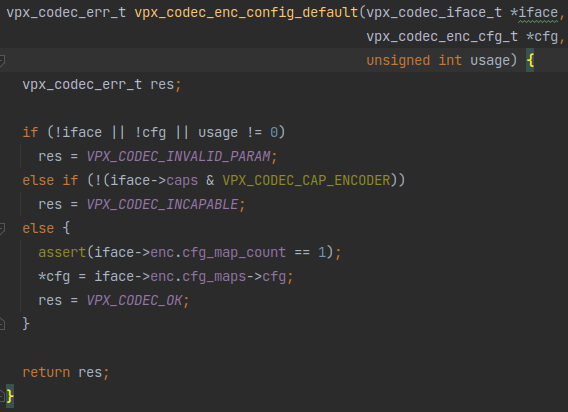 vpx_codec_err_t vpx_codec_enc_config_default(vpx_codec_iface_t *iface,
                                             vpx_codec_enc_cfg_t *cfg,
                                             unsigned int usage) {
  vpx_codec_err_t res;

  if (!iface || !cfg || usage != 0)
    res = VPX_CODEC_INVALID_PARAM;
  else if (!(iface->caps & VPX_CODEC_CAP_ENCODER))
    res = VPX_CODEC_INCAPABLE;
  else {
    assert(iface->enc.cfg_map_count == 1);
    *cfg = iface->enc.cfg_maps->cfg;
    res = VPX_CODEC_OK;
  }

  return res;
}